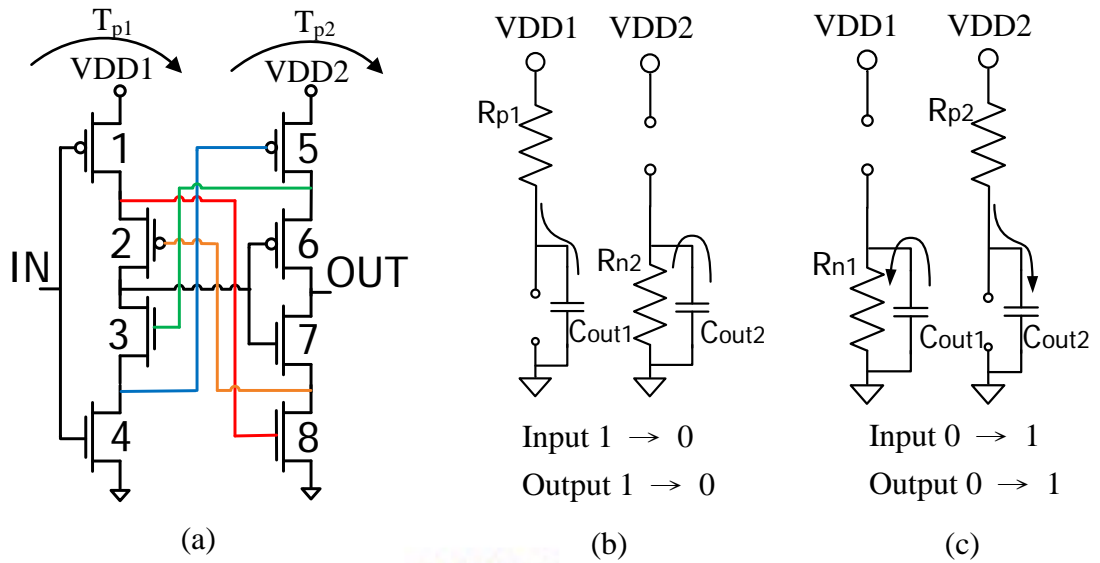 Tp1
Tp2
VDD1
VDD2
1
5
2
6
IN
OUT
3
7
4
8
(a)
VDD1
VDD2
Rp1
Rn2
Cout1
Cout2
Input 1 → 0
Output 1 → 0
(b)
VDD1
VDD2
Rp2
Rn1
Cout1
Cout2
Input 0 → 1
Output 0 → 1
(c)